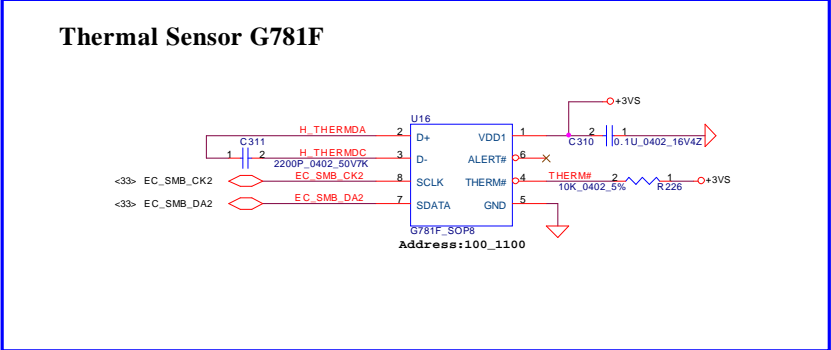 Thermal Sensor G781F
+3VS
U16
H_THERMDA 2 D+ VDD1 1 2 1
C311 C310 0.1U_0402_16V4Z
1 2 H_THERMDC 3 D- ALERT# 6
2200P_0402_50V7K
<33> EC_SMB_CK2 EC_SMB_CK2 8 SCLK THERM# 4 THERM# 2 1 +3VS
10K_0402_5% R226
<33> EC_SMB_DA2 EC_SMB_DA2 7 SDATA GND 5
G781F_SOP8
Address:100_1100